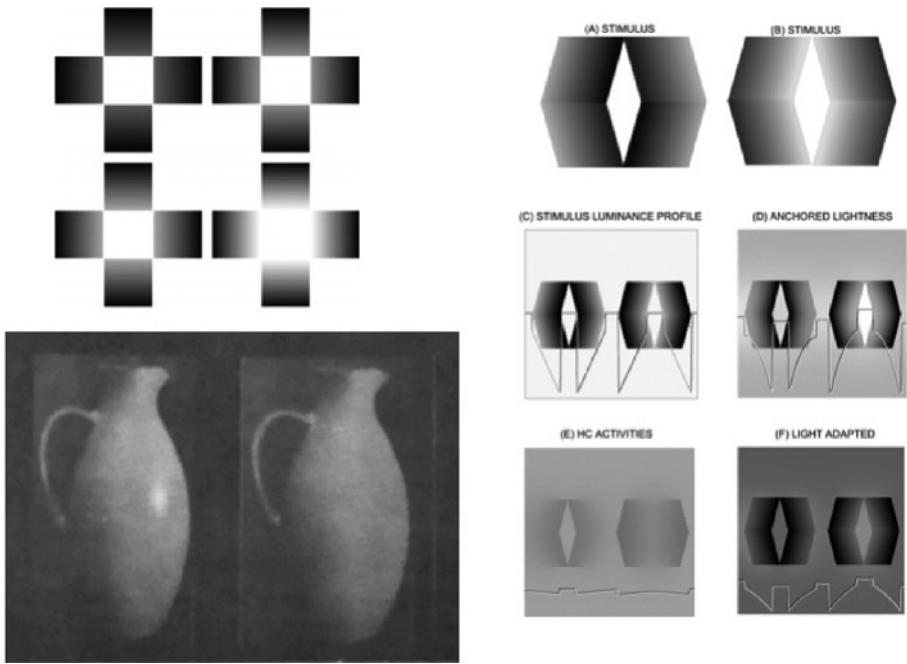 (A) STIMULUS
(B) STIMULUS
(C) STIMULUS LUMINANCE PROFILE
(D) ANCHORED LIGHTNESS
(E) HC ACTIVITIES
(F) LIGHT ADAPTED